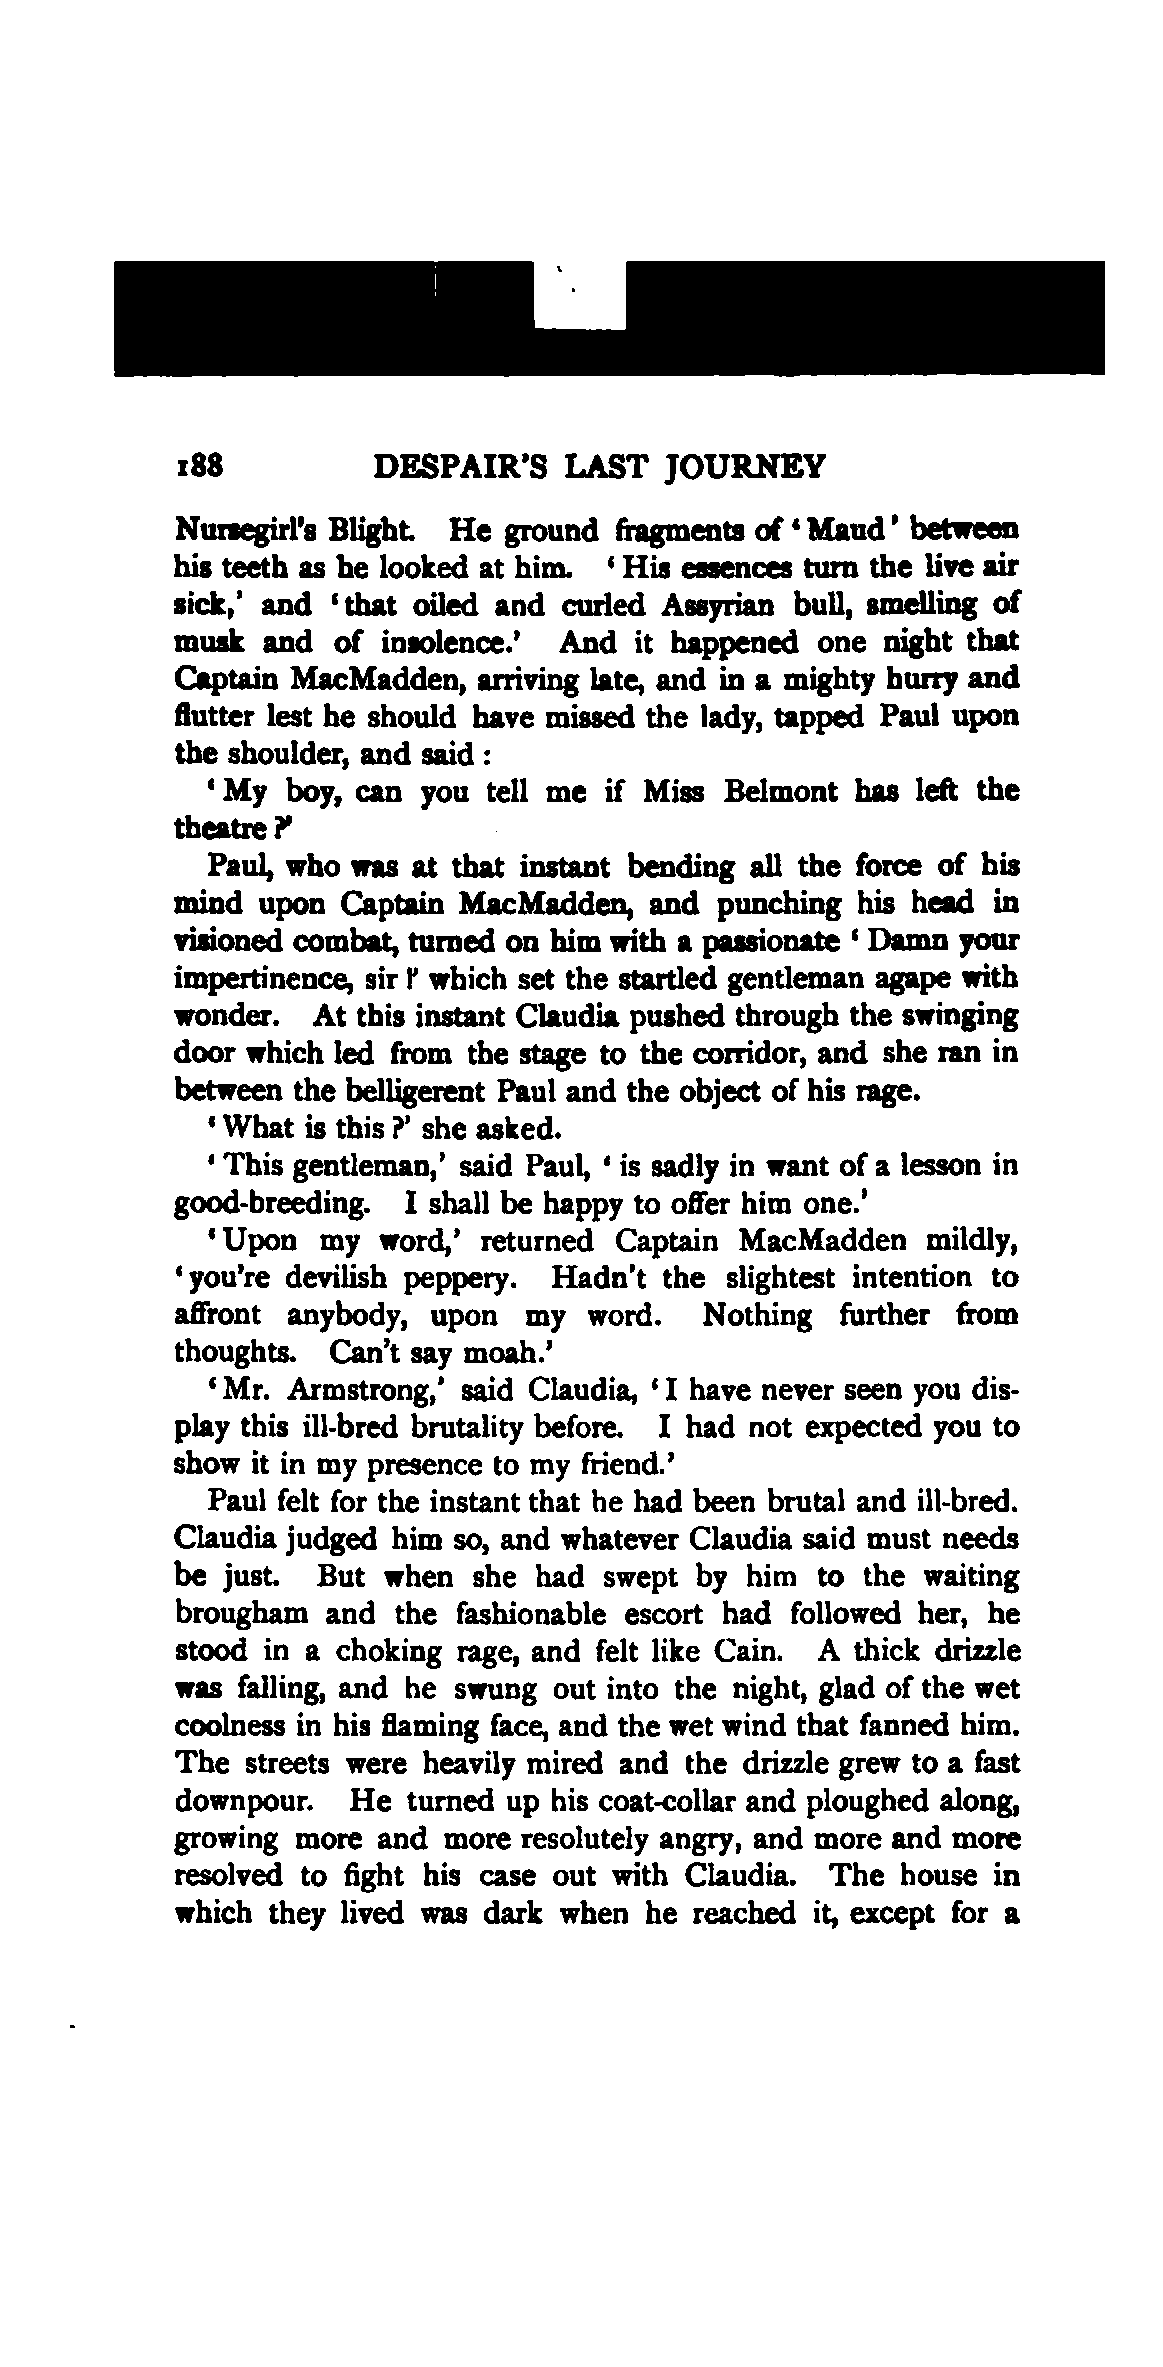 188 DESPAIR'S LAST JOURNEY
Nursegirl's Blight. He ground fragments of 'Maud' between
his teeth as he looked at him. 'His essences turn the live air
sick,' and 'that oiled and curled Assyrian bull, smelling of
musk and of insolence.' And it happened one night that
Captain MacMadden, arriving late, and in a mighty hurry and
flutter lest he should have missed the lady, tapped Paul upon
the shoulder, and said:
'My boy, can you tell me if Miss Belmont has left the
theatre?'
Paul, who was at that instant bending all the force of his
mind upon Captain MacMadden, and punching his head in
visioned combat, turned on him with a passionate 'Damn your
impertinence, sir!' which set the startled gentleman agape with
wonder. At this instant Claudia pushed through the swinging
door which led from the stage to the corridor, and she ran in
between the belligerent Paul and the object of his rage.
'What is this?' she asked.
'This gentleman,' said Paul, 'is sadly in want of a lesson in
good-breeding. I shall be happy to offer him one.'
'Upon my word,' returned Captain MacMadden mildly,
'you're devilish peppery. Hadn't the slightest intention to
affront anybody, upon my word. Nothing further from
thoughts. Can't say moah.'
'Mr. Armstrong,' said Claudia, 'I have never seen you dis-
play this ill-bred brutality before. I had not expected you to
show it in my presence to my friend.'
Paul felt for the instant that he had been brutal and ill-bred.
Claudia judged him so, and whatever Claudia said must needs
be just. But when she had swept by him to the waiting
brougham and the fashionable escort had followed her, he
stood in a choking rage, and felt like Cain. A thick drizzle
was falling, and he swung out into the night, glad of the wet
coolness in his flaming face, and the wet wind that fanned him.
The streets were heavily mired and the drizzle grew to a fast
downpour. He turned up his coat-collar and ploughed along,
growing more and more resolutely angry, and more and more
resolved to fight his case out with Claudia. The house in
which they lived was dark when he reached it, except for a